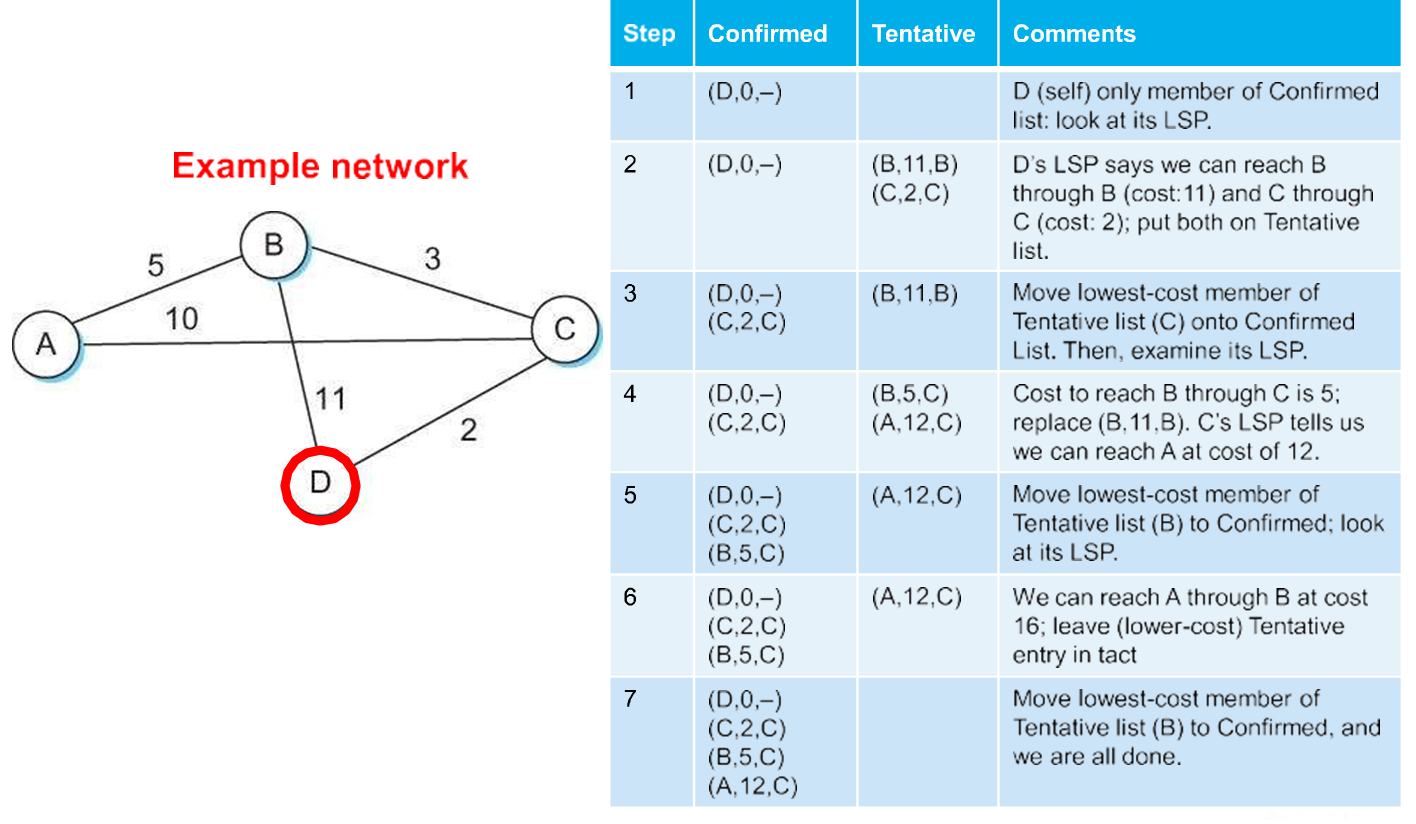 Example network
B
5
3
10
A
C
11
2
D
Step Confirmed Tentative Comments
1 (D,0,–) D (self) only member of Confirmed
list: look at its LSP.
2 (D,0,–) (B,11,B) D's LSP says we can reach B
(C,2,C) through B (cost:11) and C through
C (cost: 2); put both on Tentative
list.
3 (D,0,–) (B,11,B) Move lowest-cost member of
(C,2,C) Tentative list (C) onto Confirmed
List. Then, examine its LSP.
4 (D,0,–) (B,5,C) Cost to reach B through C is 5;
(C,2,C) (A,12,C) replace (B,11,B). C's LSP tells us
we can reach A at cost of 12.
5 (D,0,–) (A,12,C) Move lowest-cost member of
(C,2,C) Tentative list (B) to Confirmed; look
(B,5,C) at its LSP.
6 (D,0,–) (A,12,C) We can reach A through B at cost
(C,2,C) 16; leave (lower-cost) Tentative
(B,5,C) entry in tact
7 (D,0,–) Move lowest-cost member of
(C,2,C) Tentative list (B) to Confirmed, and
(B,5,C) we are all done.
(A,12,C)